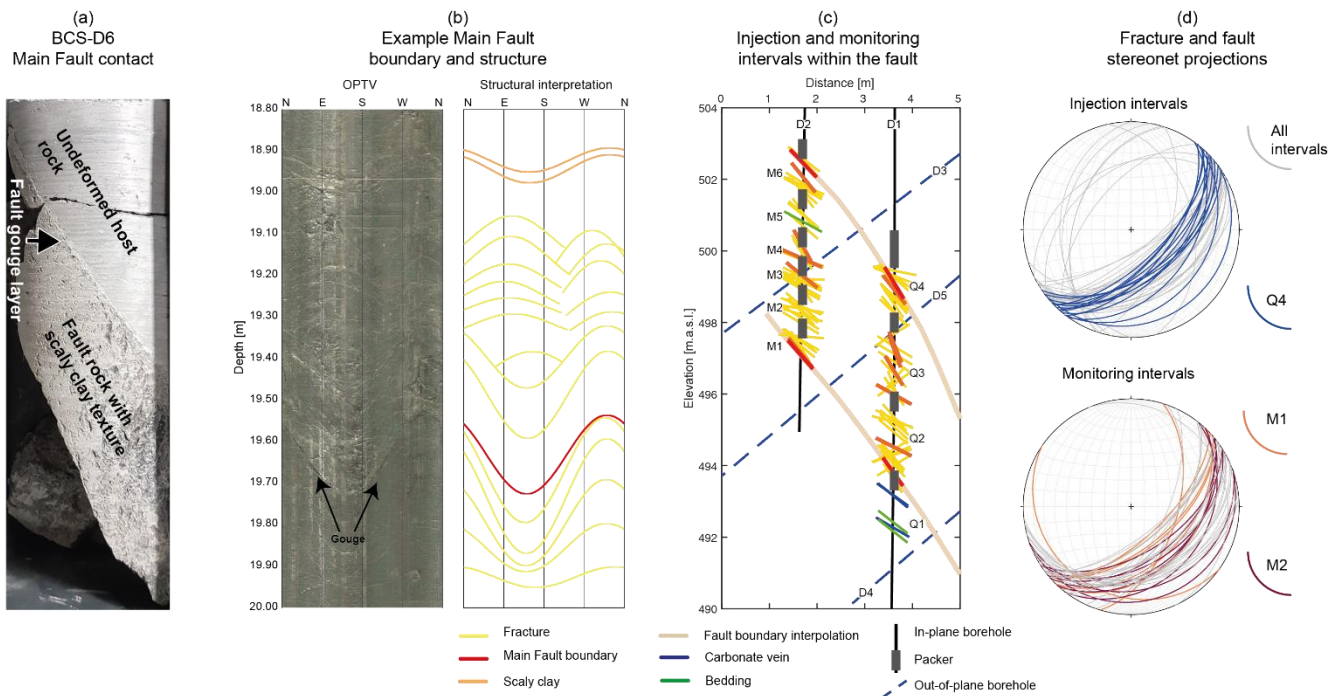 (a)
BCS-D6
Main Fault contact
Undeformed host
rock
Fault gouge layer
Fault rock with
scaly clay texture
(b)
Example Main Fault
boundary and structure
OPTV
Structural interpretation
N E S W N
N E S W N
Depth [m]
18.80
18.90
19.00
19.10
19.20
19.30
19.40
19.50
19.60
19.70
19.80
19.90
20.00
Gouge
(c)
Injection and monitoring
intervals within the fault
Distance [m]
0 1 2 3 4 5
Elevation [m.a.s.l.]
504
502
500
498
496
494
492
490
D2
D1
D3
D5
D4
M6
M5
M4
M3
M2
M1
Q4
Q3
Q2
Q1
(d)
Fracture and fault
stereonet projections
Injection intervals
All
intervals
Q4
Monitoring intervals
M1
M2
Fracture
Main Fault boundary
Scaly clay
Fault boundary interpolation
Carbonate vein
Bedding
In-plane borehole
Packer
Out-of-plane borehole